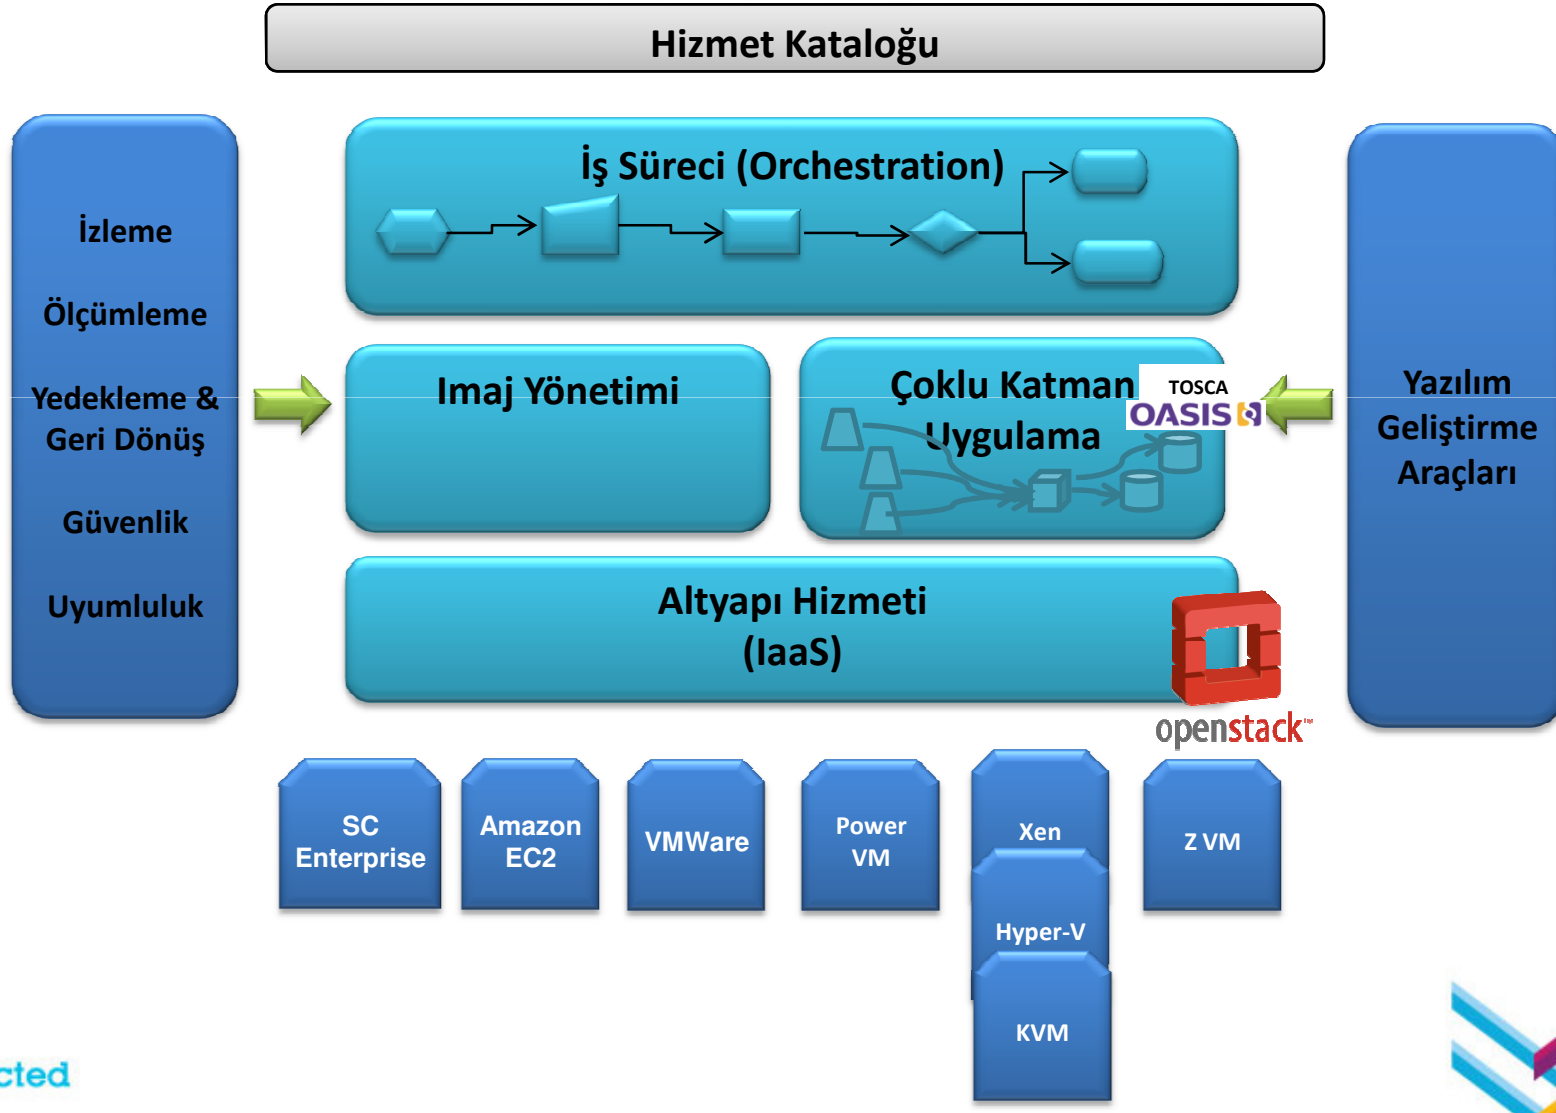 Hizmet Kataloğu
İzleme
Ölçümleme
Yedekleme &
Geri Dönüş
Güvenlik
Uyumluluk
İş Süreci (Orchestration)
Imaj Yönetimi
Çoklu Katman
Uygulama
TOSCA
OASIS
Yazılım
Geliştirme
Araçları
Altyapı Hizmeti
(IaaS)
openstack™
SC
Enterprise
Amazon
EC2
VMWare
Power
VM
Xen
Hyper-V
KVM
Z VM
cted